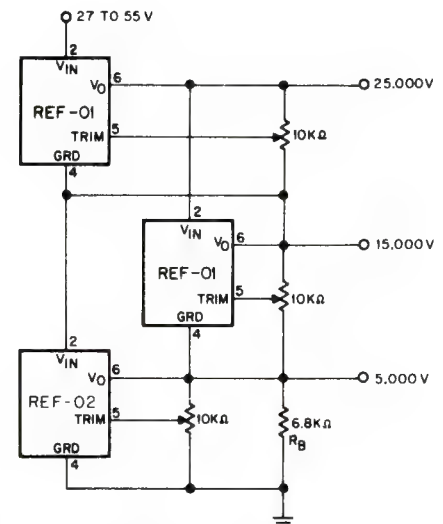 27 TO 55 V
2
VIN
VO 6
25.000V
REF-01
TRIM 5
10KΩ
GRD
4
2
VIN
VO 6
15.000V
REF-01
TRIM 5
10KΩ
GRD
4
2
VIN
VO 6
5.000V
REF-02
TRIM 5
10KΩ
6.8KΩ
RB
GRD
4